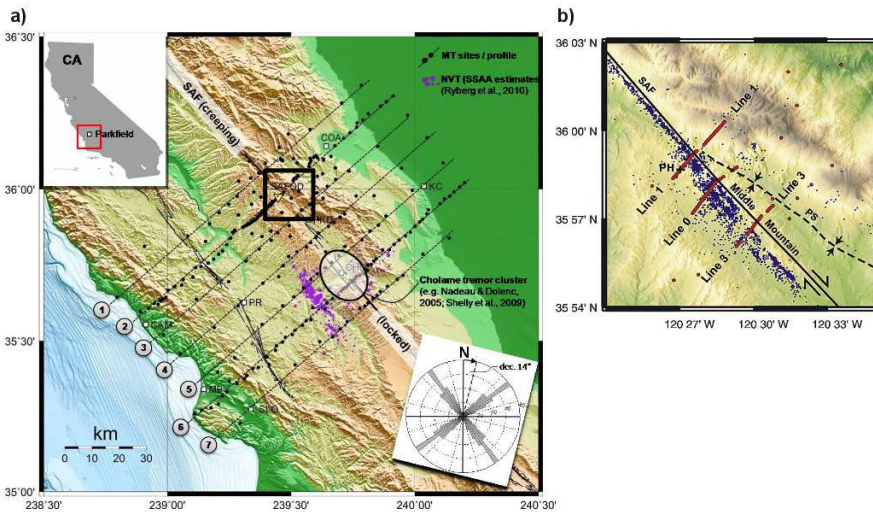 a)
CA
Parkfield
MT sites / profile
NVT (SSAA estimates
(Ryberg et al., 2010)
SAF (creeping)
COA
SAFOD
KC
PR
CAM
MB
SLO
Cholame tremor cluster
(e.g. Nadeau & Dolenc,
2005; Shelly et al., 2009)
(locked)
1
2
3
4
5
6
7
km
0 10 20 30
N
dec. 14°
36°30'
36°00'
35°30'
35°00'
238°30'
239°00'
239°30'
240°00'
240°30'
b)
36 03'N
36 00'N
35 57'N
35 54'N
SAF
Line 1
PH
Line 1
Line 0
Middle
Mountain
Line 3
PS
Line 3
120 27' W
120 30' W
120 33' W